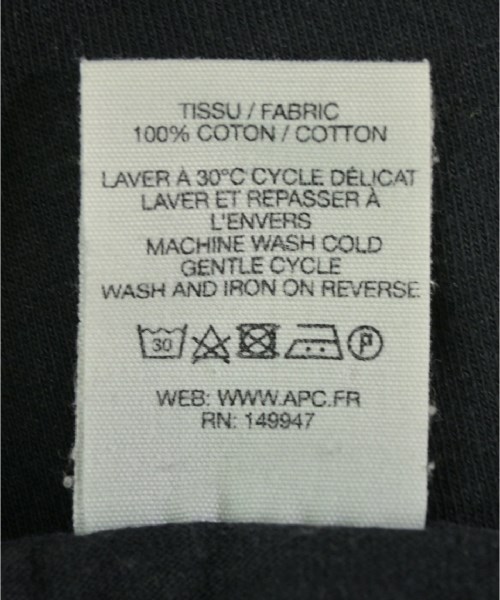 TISSU / FABRIC
100% COTON / COTTON
LAVER À 30°C CYCLE DÉLICAT
LAVER ET REPASSER À
L'ENVERS
MACHINE WASH COLD
GENTLE CYCLE
WASH AND IRON ON REVERSE
30 P
WEB: WWW.APC.FR
RN: 149947